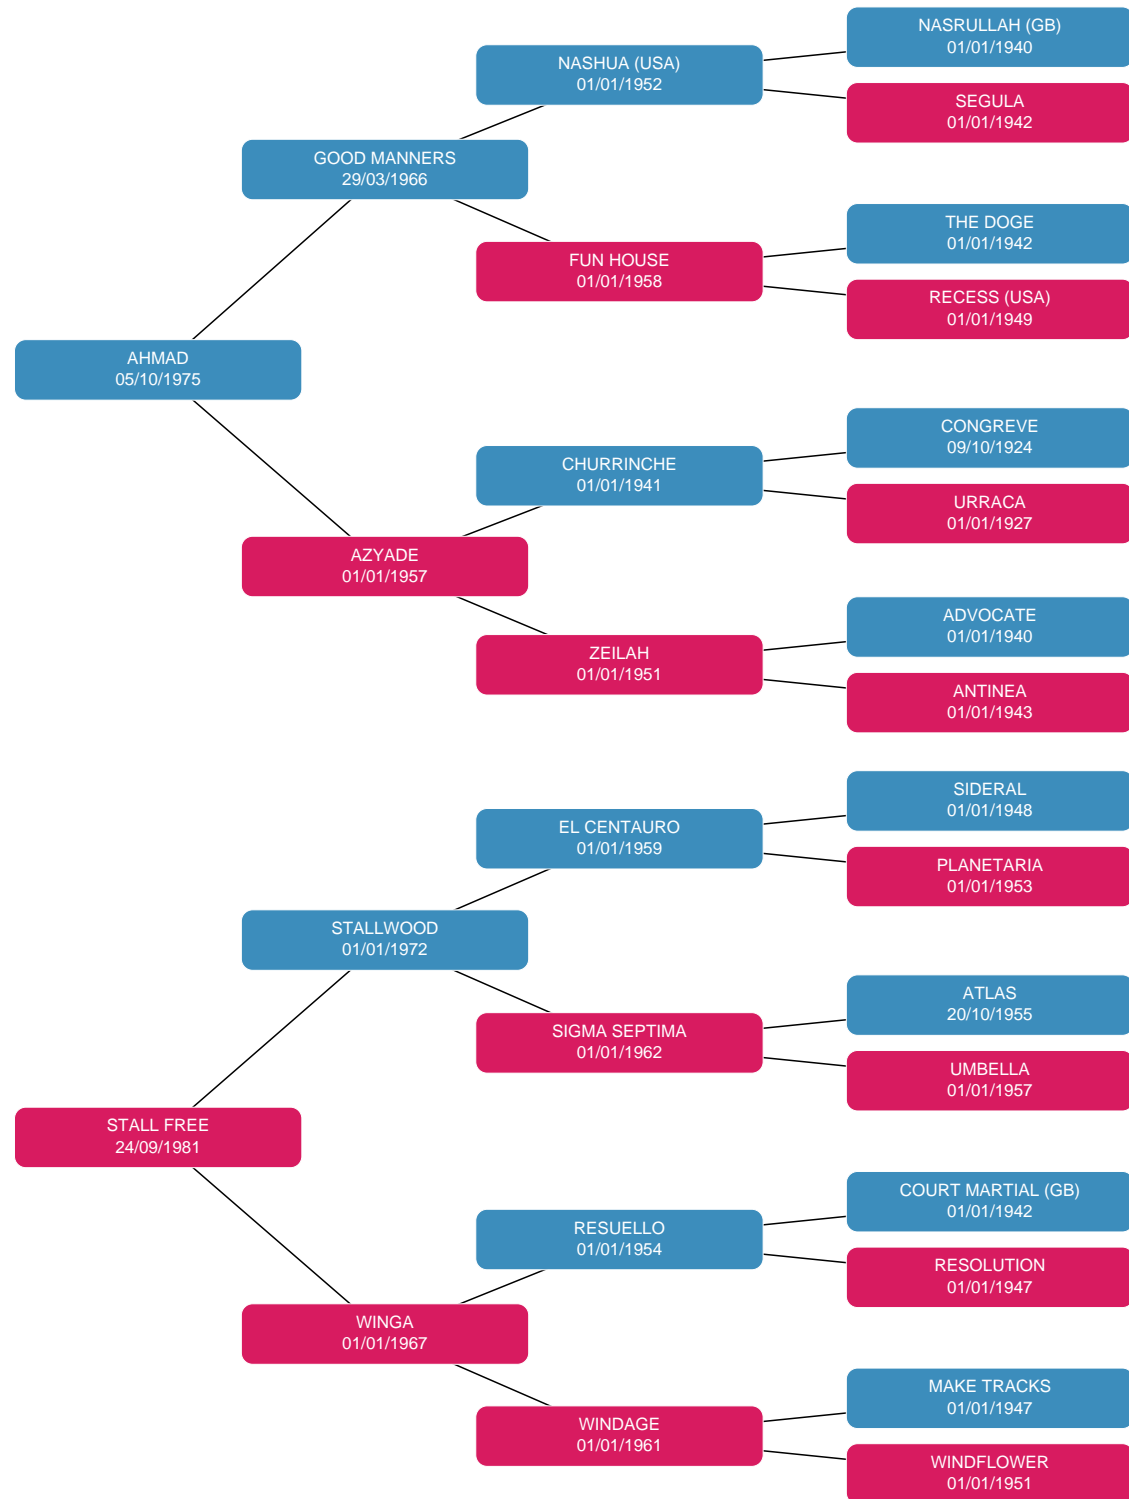 NASRULLAH (GB)
01/01/1940
NASHUA (USA)
01/01/1952
SEGULA
01/01/1942
GOOD MANNERS
29/03/1966
THE DOGE
01/01/1942
FUN HOUSE
01/01/1958
RECESS (USA)
01/01/1949
AHMAD
05/10/1975
CONGREVE
09/10/1924
CHURRINCHE
01/01/1941
URRACA
01/01/1927
AZYADE
01/01/1957
ADVOCATE
01/01/1940
ZEILAH
01/01/1951
ANTINEA
01/01/1943
SIDERAL
01/01/1948
EL CENTAURO
01/01/1959
PLANETARIA
01/01/1953
STALLWOOD
01/01/1972
ATLAS
20/10/1955
SIGMA SEPTIMA
01/01/1962
UMBELLA
01/01/1957
STALL FREE
24/09/1981
COURT MARTIAL (GB)
01/01/1942
RESUELLO
01/01/1954
RESOLUTION
01/01/1947
WINGA
01/01/1967
MAKE TRACKS
01/01/1947
WINDAGE
01/01/1961
WINDFLOWER
01/01/1951